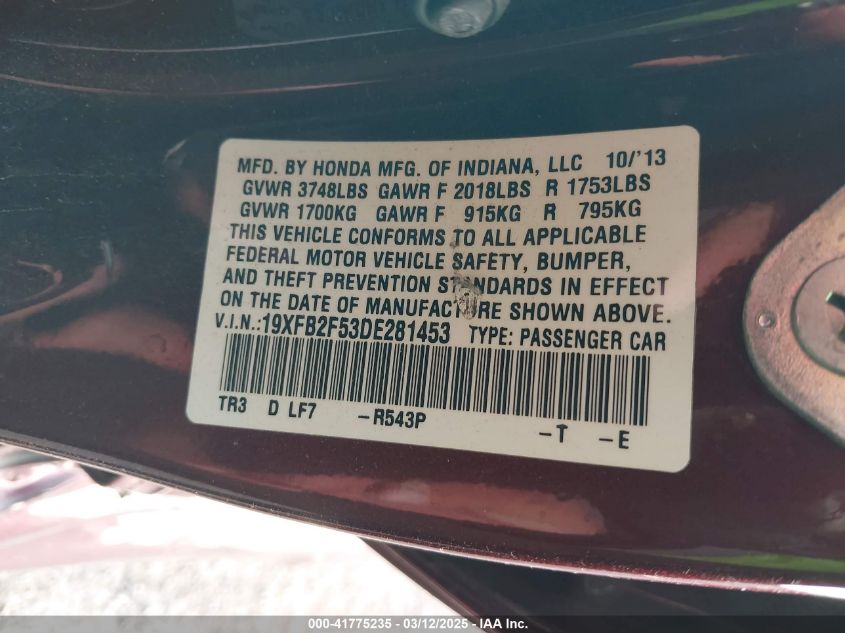 MFD. BY HONDA MFG. OF INDIANA, LLC 10/'13
GVWR 3748LBS GAWR F 2018LBS R 1753LBS
GVWR 1700KG GAWR F 915KG R 795KG
THIS VEHICLE CONFORMS TO ALL APPLICABLE
FEDERAL MOTOR VEHICLE SAFETY, BUMPER,
AND THEFT PREVENTION STANDARDS IN EFFECT
ON THE DATE OF MANUFACTURE SHOWN ABOVE.
V.I.N.:19XFB2F53DE281453 TYPE: PASSENGER CAR
TR3 D LF7 -R543P
-T -E
000-41775235 - 03/12/2025 - IAA Inc.